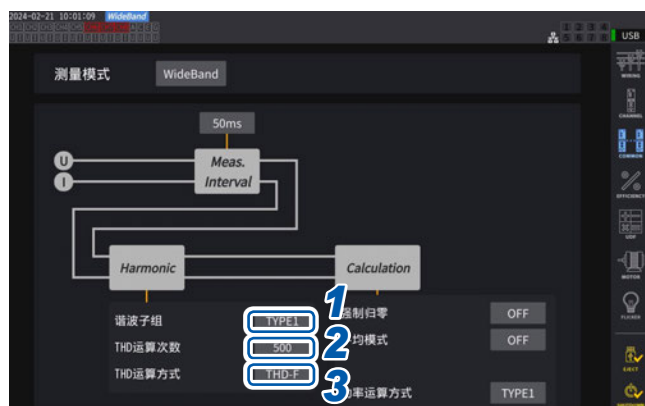 2024-02-21 10:01:09 WideBand
USB
测量模式 WideBand
WIRING
50ms
CHANNEL
U
Meas.
Interval
I
COMMON
EFFICIENCY
Harmonic
Calculation
UDF
MOTOR
1
谐波子组 TYPE1
强制归零 OFF
FLICKER
THD运算次数 500
2
平均模式 OFF
THD运算方式 THD-F
3
功率运算方式 TYPE1
EJECT